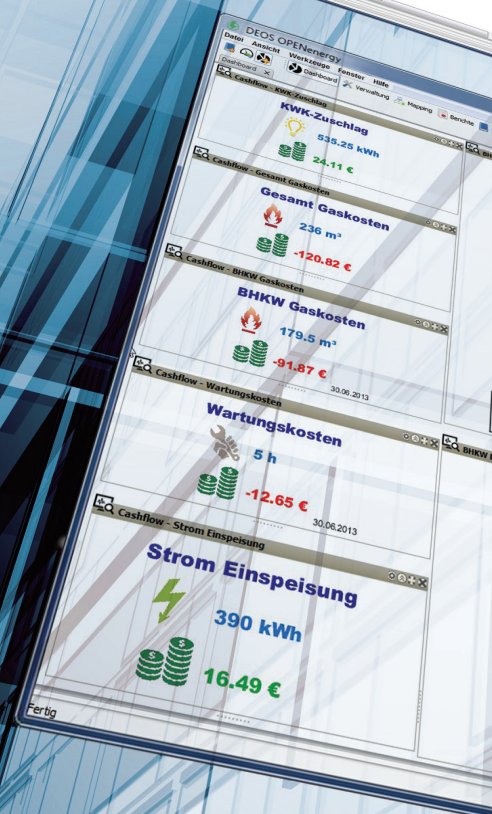 DEOS OPENenergy
Datei Ansicht Werkzeuge Fenster Hilfe
Dashboard Verwaltung Mapping Berichte
Dashboard x
Cashflow - KWK-Zuschlag
KWK-Zuschlag
535.25 kWh
24.11 €
Cashflow - Gesamt Gaskosten
Gesamt Gaskosten
236 m³
-120.82 €
Cashflow - BHKW Gaskosten
BHKW Gaskosten
179.5 m³
-91.87 €
30.06.2013
Cashflow - Wartungskosten
Wartungskosten
5 h
-12.65 €
30.06.2013
BHKW
Cashflow - Strom Einspeisung
Strom Einspeisung
390 kWh
16.49 €
Fertig